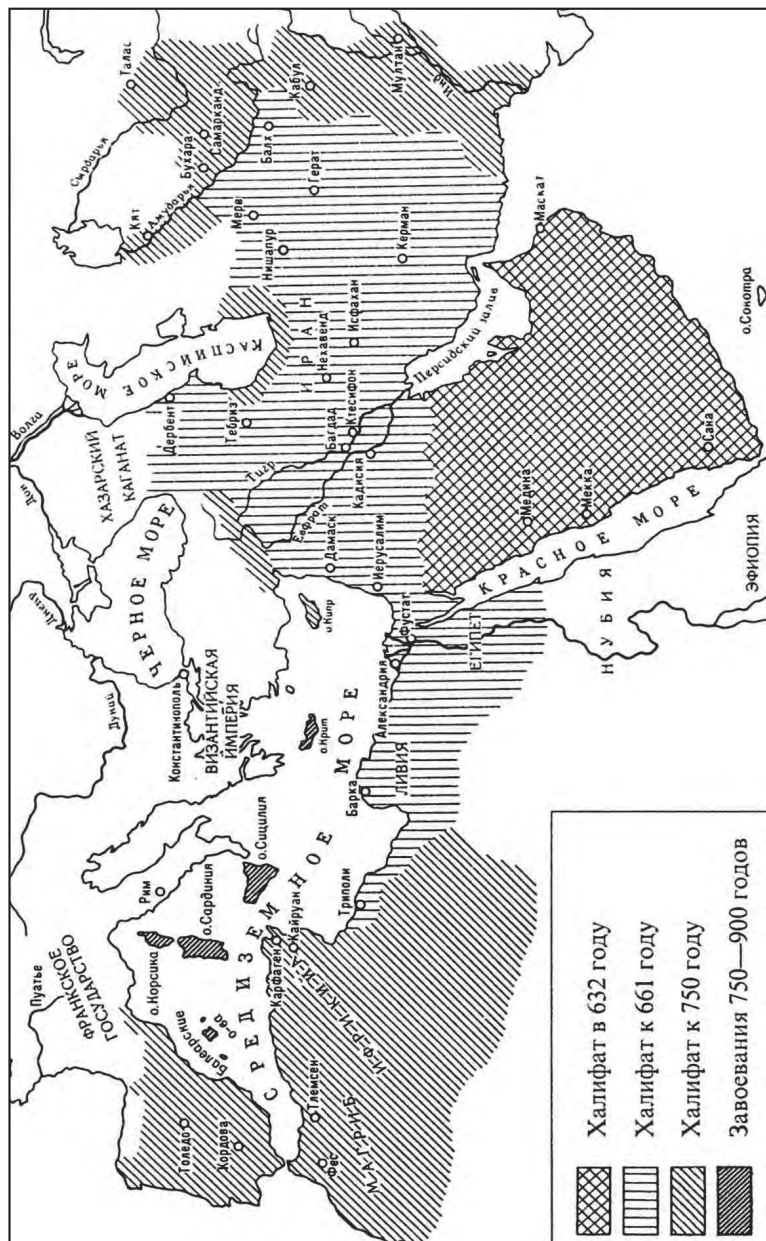 Пуатье
ФРАНКСКОЕ
ГОСУДАРСТВО
Дунай
Днепр
Дон
Волги
ХАЗАРСКИЙ
КАГАНАТ
КАСПИЙСКОЕ
МОРЕ
Сырдарья
Талас
Кят
Амударья
Бухара
Самарканд
Толедо
Кордова
Балеарские
о-ва
о.Корсика
о.Сардиния
Рим
о.Сицилия
Константинополь
ВИЗАНТИЙСКАЯ
ИМПЕРИЯ
ЧЕРНОЕ МОРЕ
Дербент
Тебриз
Мерв
Балх
Кабул
Мултан
Инд
Нишапур
Герат
ИРАН
Нехавенд
Исфахан
Керман
СРЕДИЗЕМНОЕ МОРЕ
о.Крит
о.Кипр
Тигр
Евфрат
Багдад
Ктесифон
Кадисия
Дамаск
Иерусалим
Персидский залив
Фес
Тлемсен
МАГРИБ
ИФРИКИЙА
Карфаген
Кайруан
Триполи
Барка
ЛИВИЯ
Александрия
Фустат
ЕГИПЕТ
НУБИЯ
ЭФИОПИЯ
КРАСНОЕ МОРЕ
Медина
Мекка
Сана
Маскат
о.Сокотра
Халифат в 632 году
Халифат к 661 году
Халифат к 750 году
Завоевания 750—900 годов